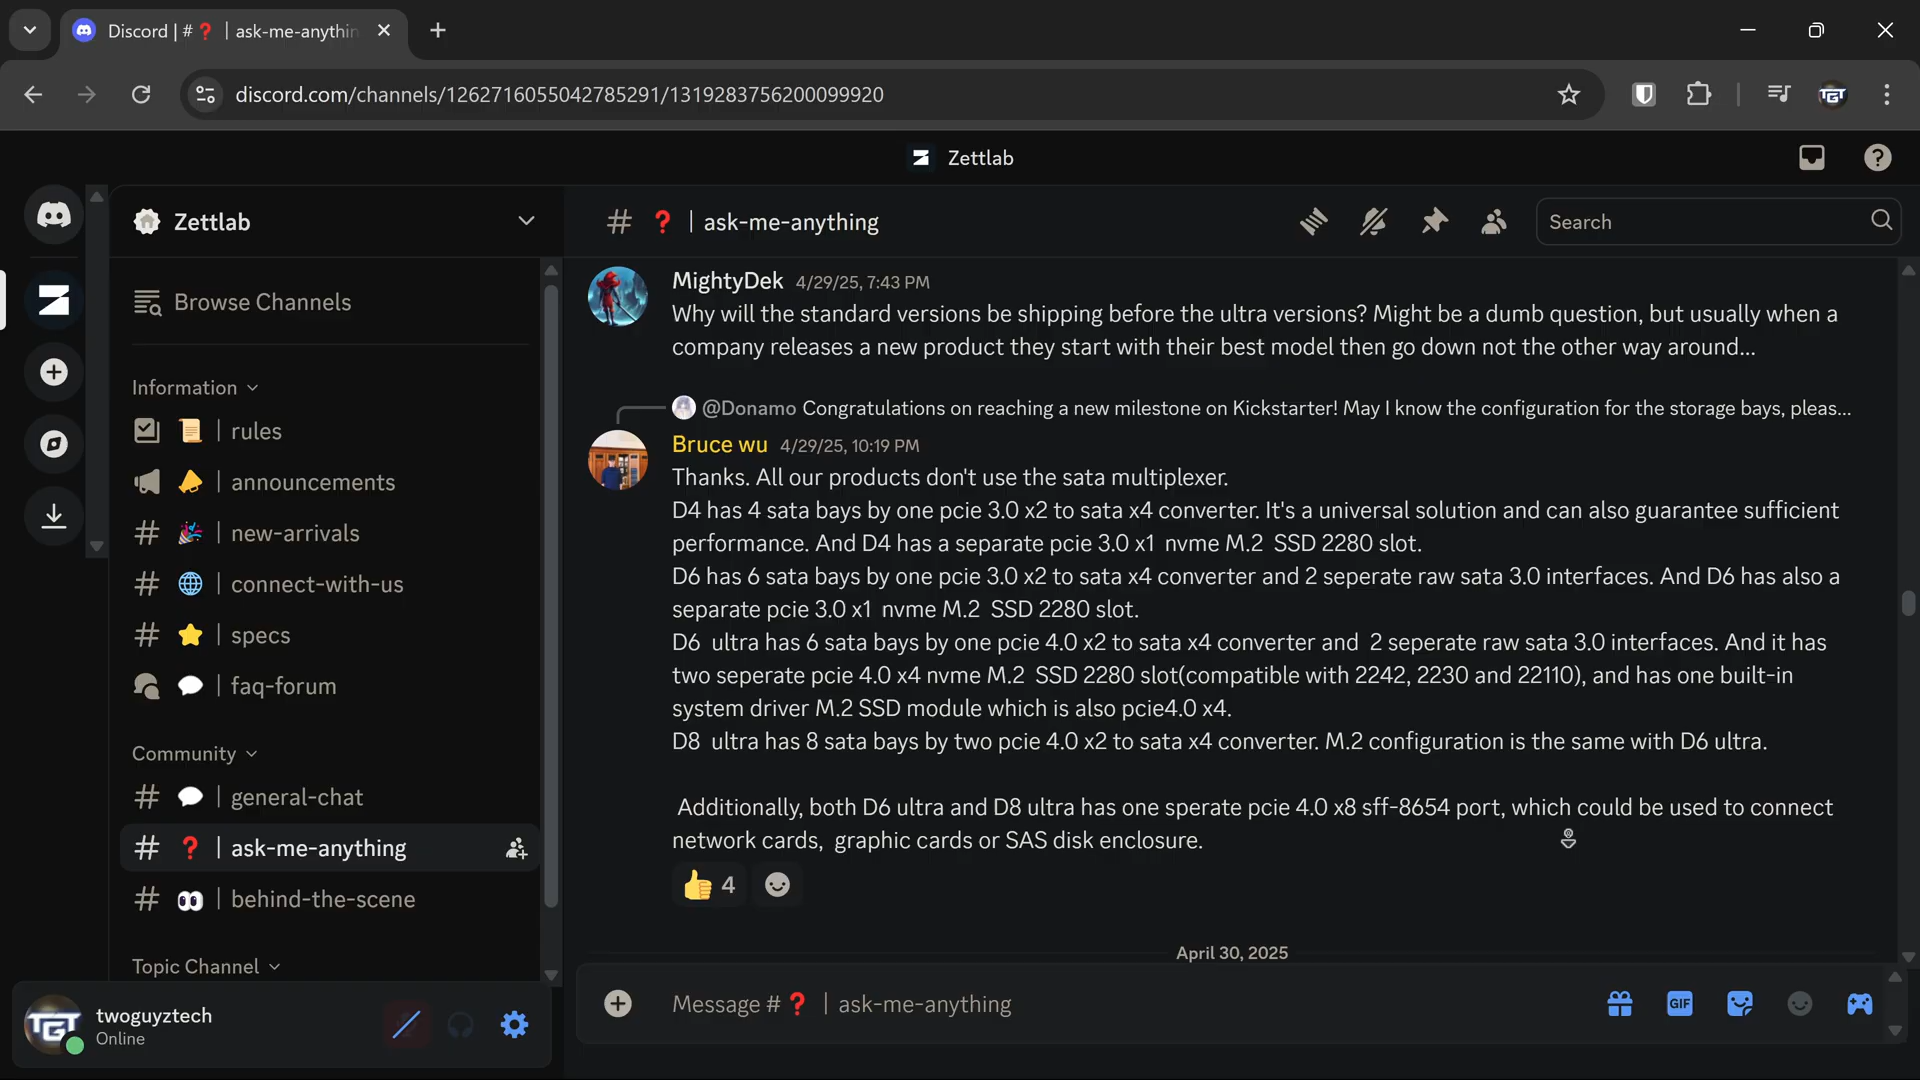 Discord | # ❓ | ask-me-anythin
discord.com/channels/1262716055042785291/1319283756200099920
TGT
Zettlab
Zettlab
Browse Channels
Information
rules
announcements
new-arrivals
connect-with-us
specs
faq-forum
Community
general-chat
ask-me-anything
behind-the-scene
Topic Channel
TGT
twoguyztech
Online
# ❓ | ask-me-anything
Search
MightyDek 4/29/25, 7:43 PM
Why will the standard versions be shipping before the ultra versions? Might be a dumb question, but usually when a
company releases a new product they start with their best model then go down not the other way around...
@Donamo Congratulations on reaching a new milestone on Kickstarter! May I know the configuration for the storage bays, pleas...
Bruce wu 4/29/25, 10:19 PM
Thanks. All our products don't use the sata multiplexer.
D4 has 4 sata bays by one pcie 3.0 x2 to sata x4 converter. It's a universal solution and can also guarantee sufficient
performance. And D4 has a separate pcie 3.0 x1 nvme M.2 SSD 2280 slot.
D6 has 6 sata bays by one pcie 3.0 x2 to sata x4 converter and 2 seperate raw sata 3.0 interfaces. And D6 has also a
separate pcie 3.0 x1 nvme M.2 SSD 2280 slot.
D6 ultra has 6 sata bays by one pcie 4.0 x2 to sata x4 converter and 2 seperate raw sata 3.0 interfaces. And it has
two seperate pcie 4.0 x4 nvme M.2 SSD 2280 slot(compatible with 2242, 2230 and 22110), and has one built-in
system driver M.2 SSD module which is also pcie4.0 x4.
D8 ultra has 8 sata bays by two pcie 4.0 x2 to sata x4 converter. M.2 configuration is the same with D6 ultra.
Additionally, both D6 ultra and D8 ultra has one sperate pcie 4.0 x8 sff-8654 port, which could be used to connect
network cards, graphic cards or SAS disk enclosure.
👍 4
April 30, 2025
Message # ❓ | ask-me-anything
GIF